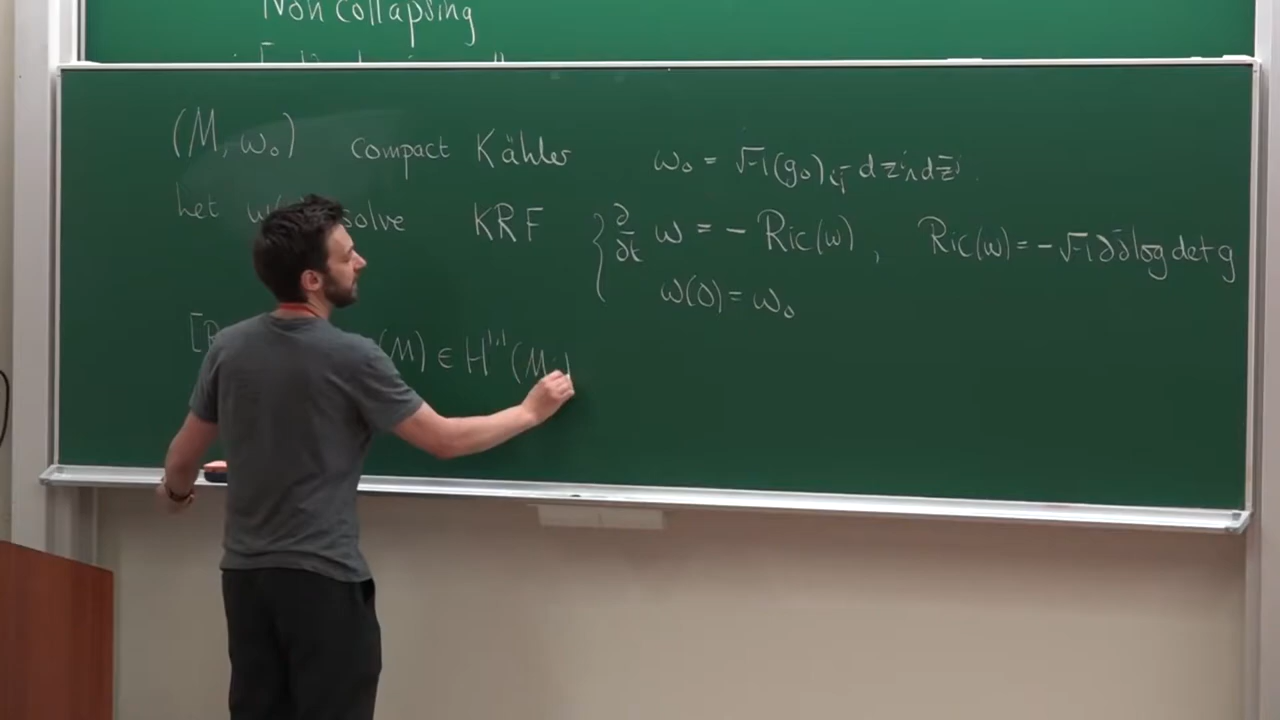 Non collapsing
(M, ω₀) compact Kähler ω₀ = √-1 (g₀)ᵢj̄ dzⁱ∧dz̄ʲ
Let solve KRF { ∂/∂t ω = - Ric(ω), Ric(ω) = -√-1 ∂∂̄ log det g
ω(0) = ω₀
(M) ∈ H¹,¹(M